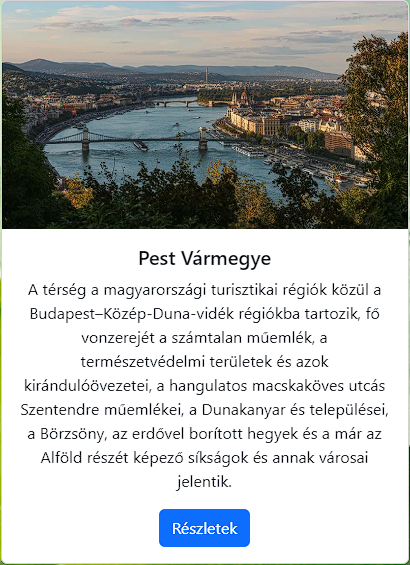 Pest Vármegye
A térség a magyarországi turisztikai régiók közül a
Budapest–Közép-Duna-vidék régiókba tartozik, fő
vonzerejét a számtalan műemlék, a
természetvédelmi területek és azok
kirándulóövezetei, a hangulatos macskaköves utcás
Szentendre műemlékei, a Dunakanyar és települései,
a Börzsöny, az erdővel borított hegyek és a már az
Alföld részét képező síkságok és annak városai
jelentik.
Részletek